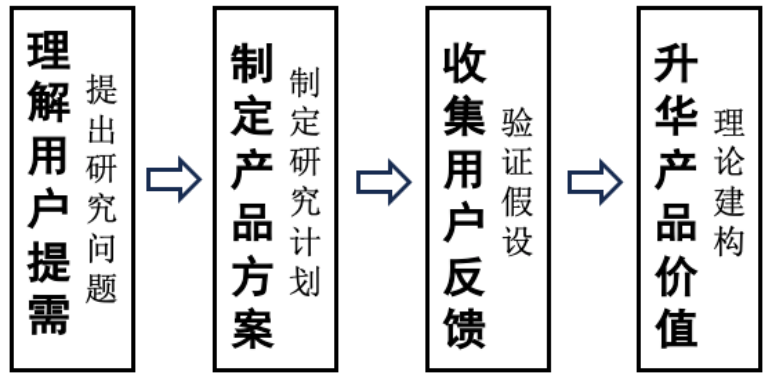 理解用户提需
提出研究问题
制定产品方案
制定研究计划
收集用户反馈
验证假设
升华产品价值
理论建构